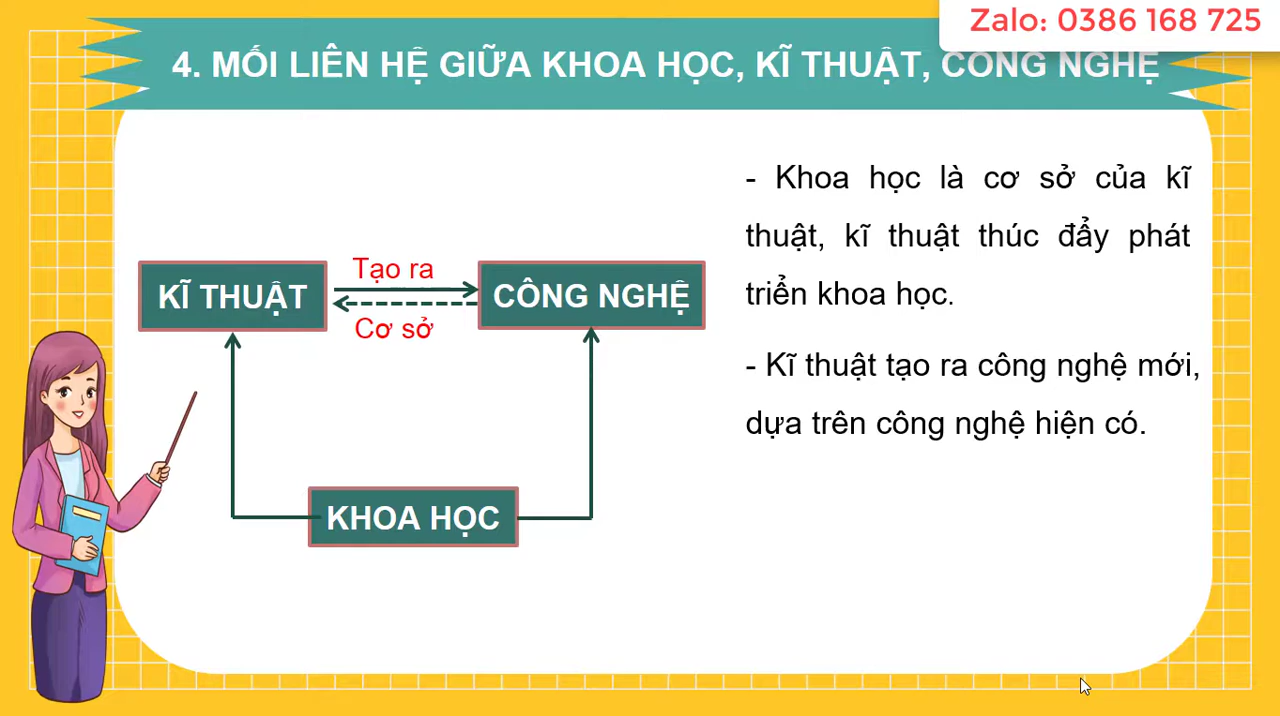 Zalo: 0386 168 725
4. MỐI LIÊN HỆ GIỮA KHOA HỌC, KĨ THUẬT, CÔNG NGHỆ
- Khoa học là cơ sở của kĩ
thuật, kĩ thuật thúc đẩy phát
triển khoa học.
- Kĩ thuật tạo ra công nghệ mới,
dựa trên công nghệ hiện có.
Tạo ra
KĨ THUẬT
CÔNG NGHỆ
Cơ sở
KHOA HỌC